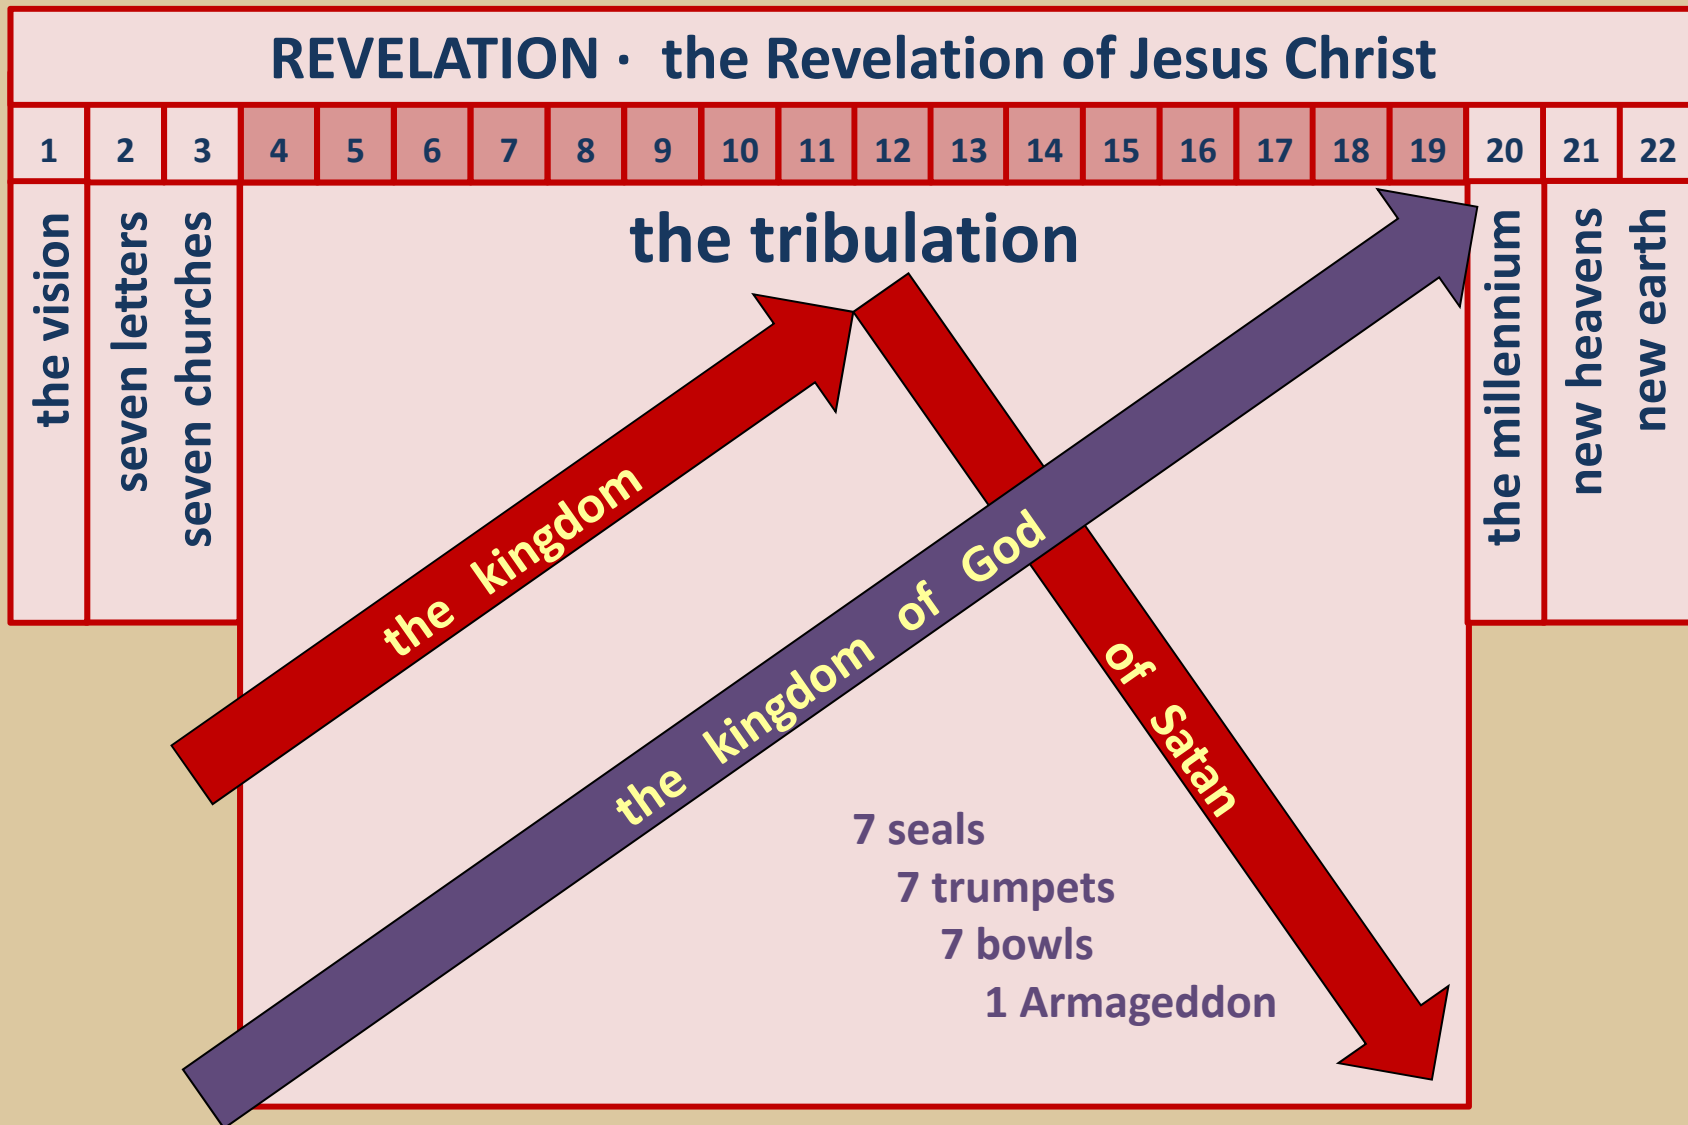 REVELATION · the Revelation of Jesus Christ
1 2 3 4 5 6 7 8 9 10 11 12 13 14 15 16 17 18 19 20 21 22
the vision
seven letters
seven churches
the tribulation
the kingdom
of Satan
the kingdom of God
7 seals
7 trumpets
7 bowls
1 Armageddon
the millennium
new heavens
new earth